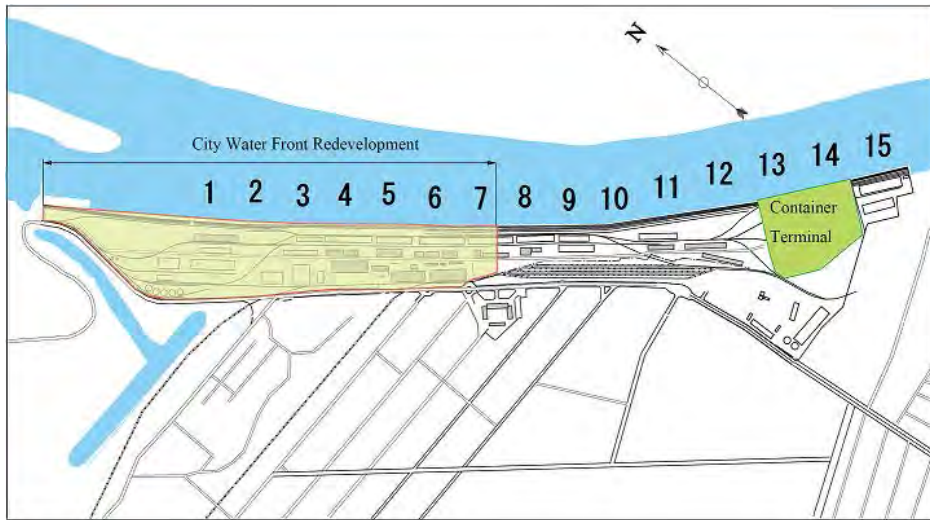 N
City Water Front Redevelopment
1 2 3 4 5 6 7 8 9 10 11 12 13 14 15
Container
Terminal